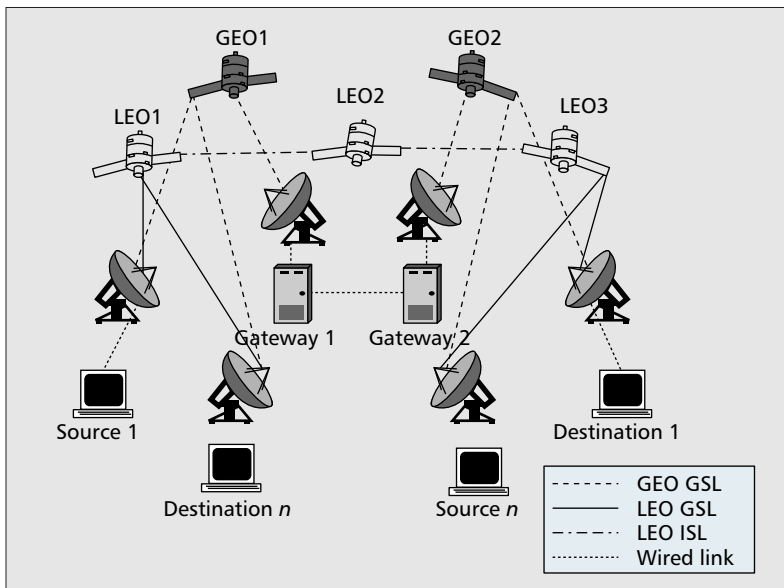 GEO1
GEO2
LEO1
LEO2
LEO3
Gateway 1
Gateway 2
Source 1
Destination 1
Destination n
Source n
GEO GSL
LEO GSL
LEO ISL
Wired link